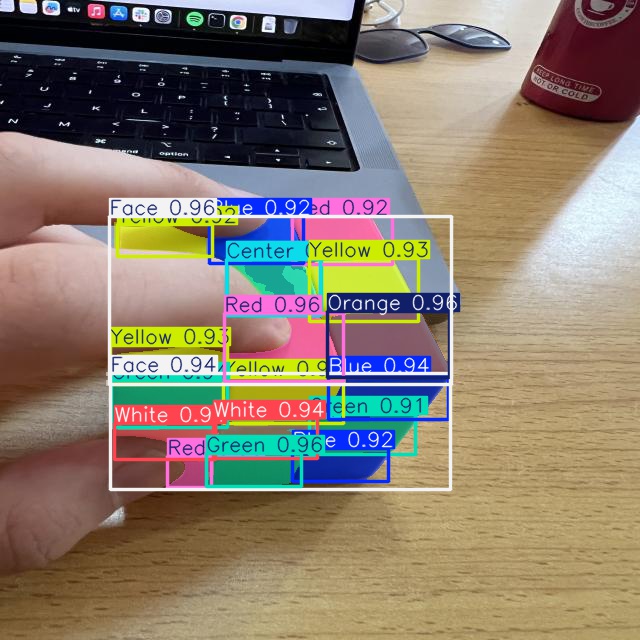 tv
KEEP LONG TIME
HOT OR COLD
command
option
Face 0.96
Blue 0.92
Red 0.92
Yellow 0.92
Center
Yellow 0.93
Red 0.96
Orange 0.96
Yellow 0.93
Face 0.94
Yellow 0.9
Blue 0.94
White 0.9
White 0.94
Green 0.91
Red
Green 0.96
Blue 0.92